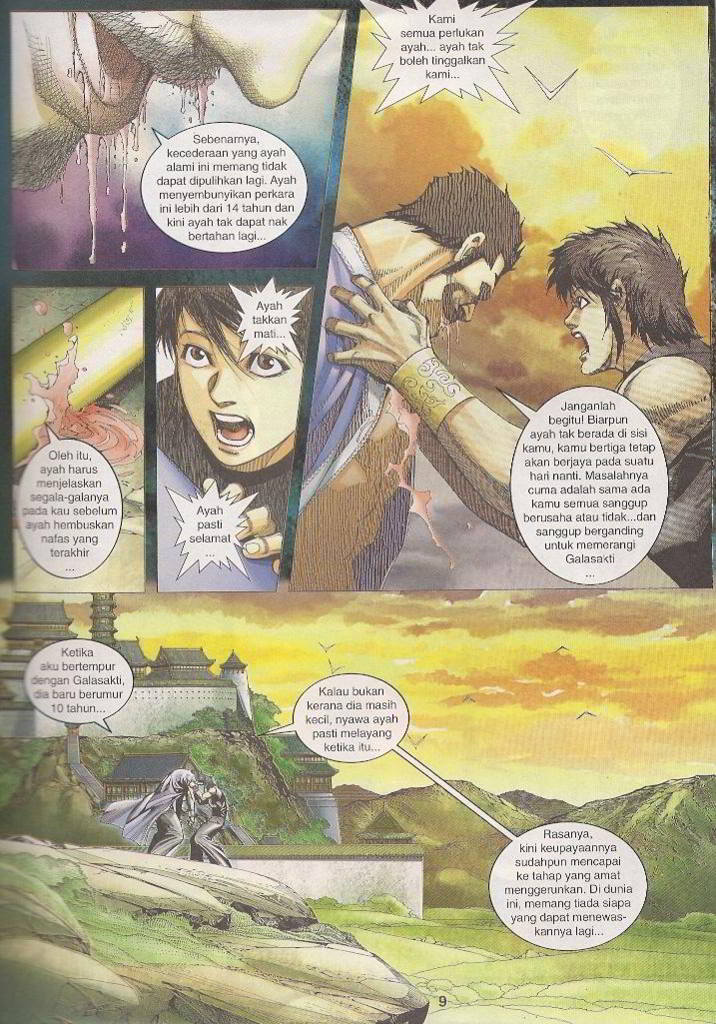 Sebenarnya,
kecederaan yang ayah
alami ini memang tidak
dapat dipulihkan lagi. Ayah
menyembunyikan perkara
ini lebih dari 14 tahun dan
kini ayah tak dapat nak
bertahan lagi...
Kami
semua perlukan
ayah... ayah tak
boleh tinggalkan
kami...
Oleh itu,
ayah harus
menjelaskan
segala-galanya
pada kau sebelum
ayah hembuskan
nafas yang
terakhir
...
Ayah
takkan
mati...
Ayah
pasti
selamat
...
Janganlah
begitu! Biarpun
ayah tak berada di sisi
kamu, kamu bertiga tetap
akan berjaya pada suatu
hari nanti. Masalahnya
cuma adalah sama ada
kamu semua sanggup
berusaha atau tidak...dan
sanggup berganding
untuk memerangi
Galasakti
...
Ketika
aku bertempur
dengan Galasakti,
dia baru berumur
10 tahun...
Kalau bukan
kerana dia masih
kecil, nyawa ayah
pasti melayang
ketika itu...
Rasanya,
kini keupayaannya
sudahpun mencapai
ke tahap yang amat
menggerunkan. Di dunia
ini, memang tiada siapa
yang dapat menewas-
kannya lagi...
9